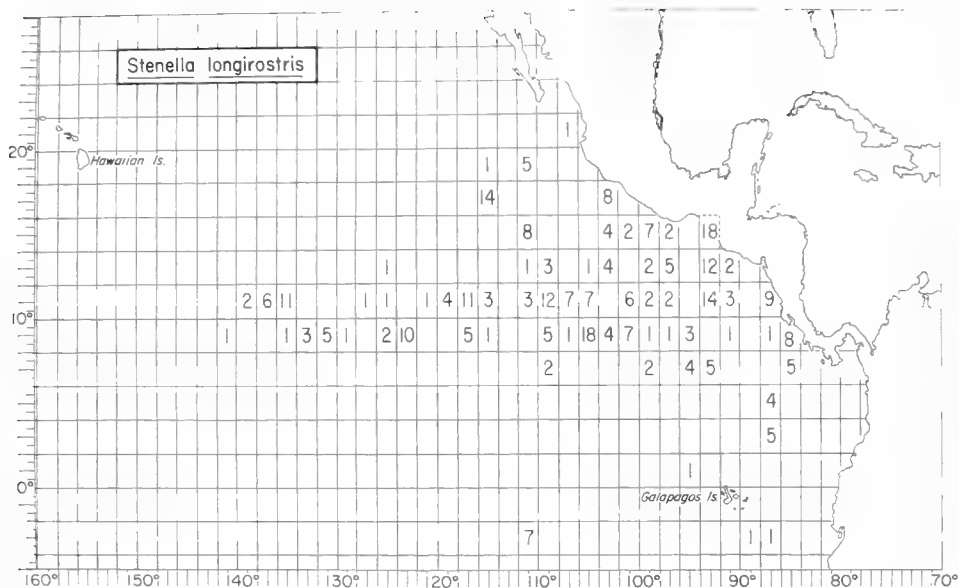 Stenella longirostris
1
20°
Hawaiian Is.
1 5
14 8
8 4 2 7 2 18
1 1 3 1 4 2 5 12 2
2 6 11 1 1 1 4 11 3 3 12 7 7 6 2 2 14 3 9
10°
1 1 3 5 1 2 10 5 1 5 1 18 4 7 1 1 3 1 1 8
2 2 4 5 5
4
5
1
0°
Galapagos Is.
7 1 1
160° 150° 140° 130° 120° 110° 100° 90° 80° 70°